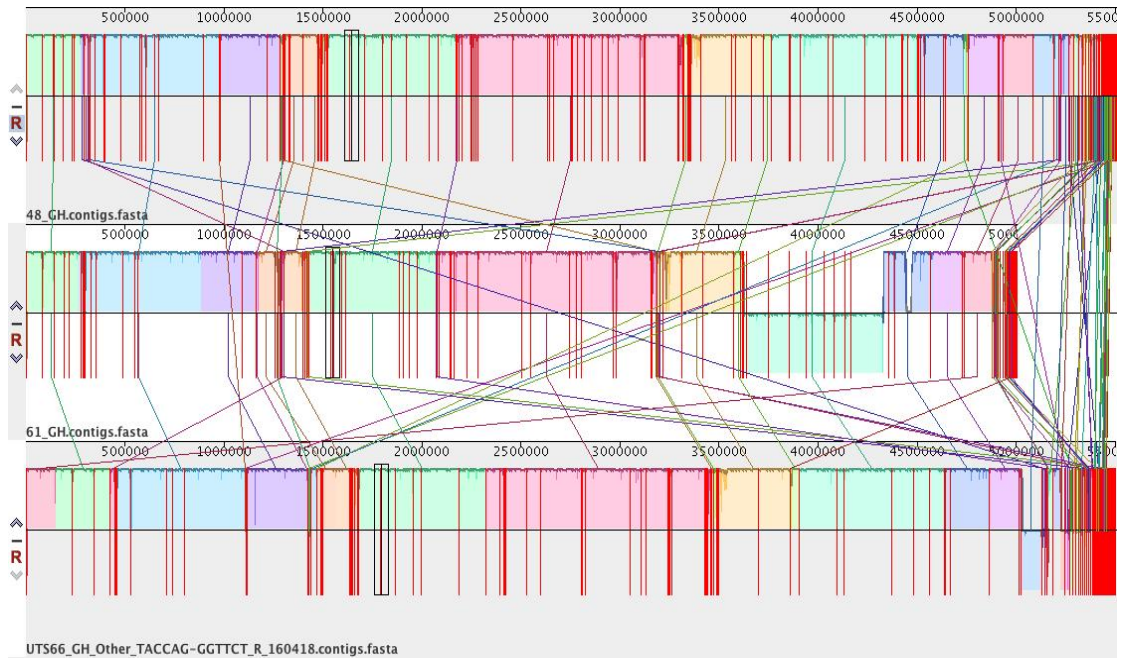 500000 1000000 1500000 2000000 2500000 3000000 3500000 4000000 4500000 5000000 5500
R
48_GH.contigs.fasta
500000 1000000 1500000 2000000 2500000 3000000 3500000 4000000 4500000 5000
R
61_GH.contigs.fasta
500000 1000000 1500000 2000000 2500000 3000000 3500000 4000000 4500000 5000000 5500
R
UTS66_GH_Other_TACCAG-GGTTCT_R_160418.contigs.fasta